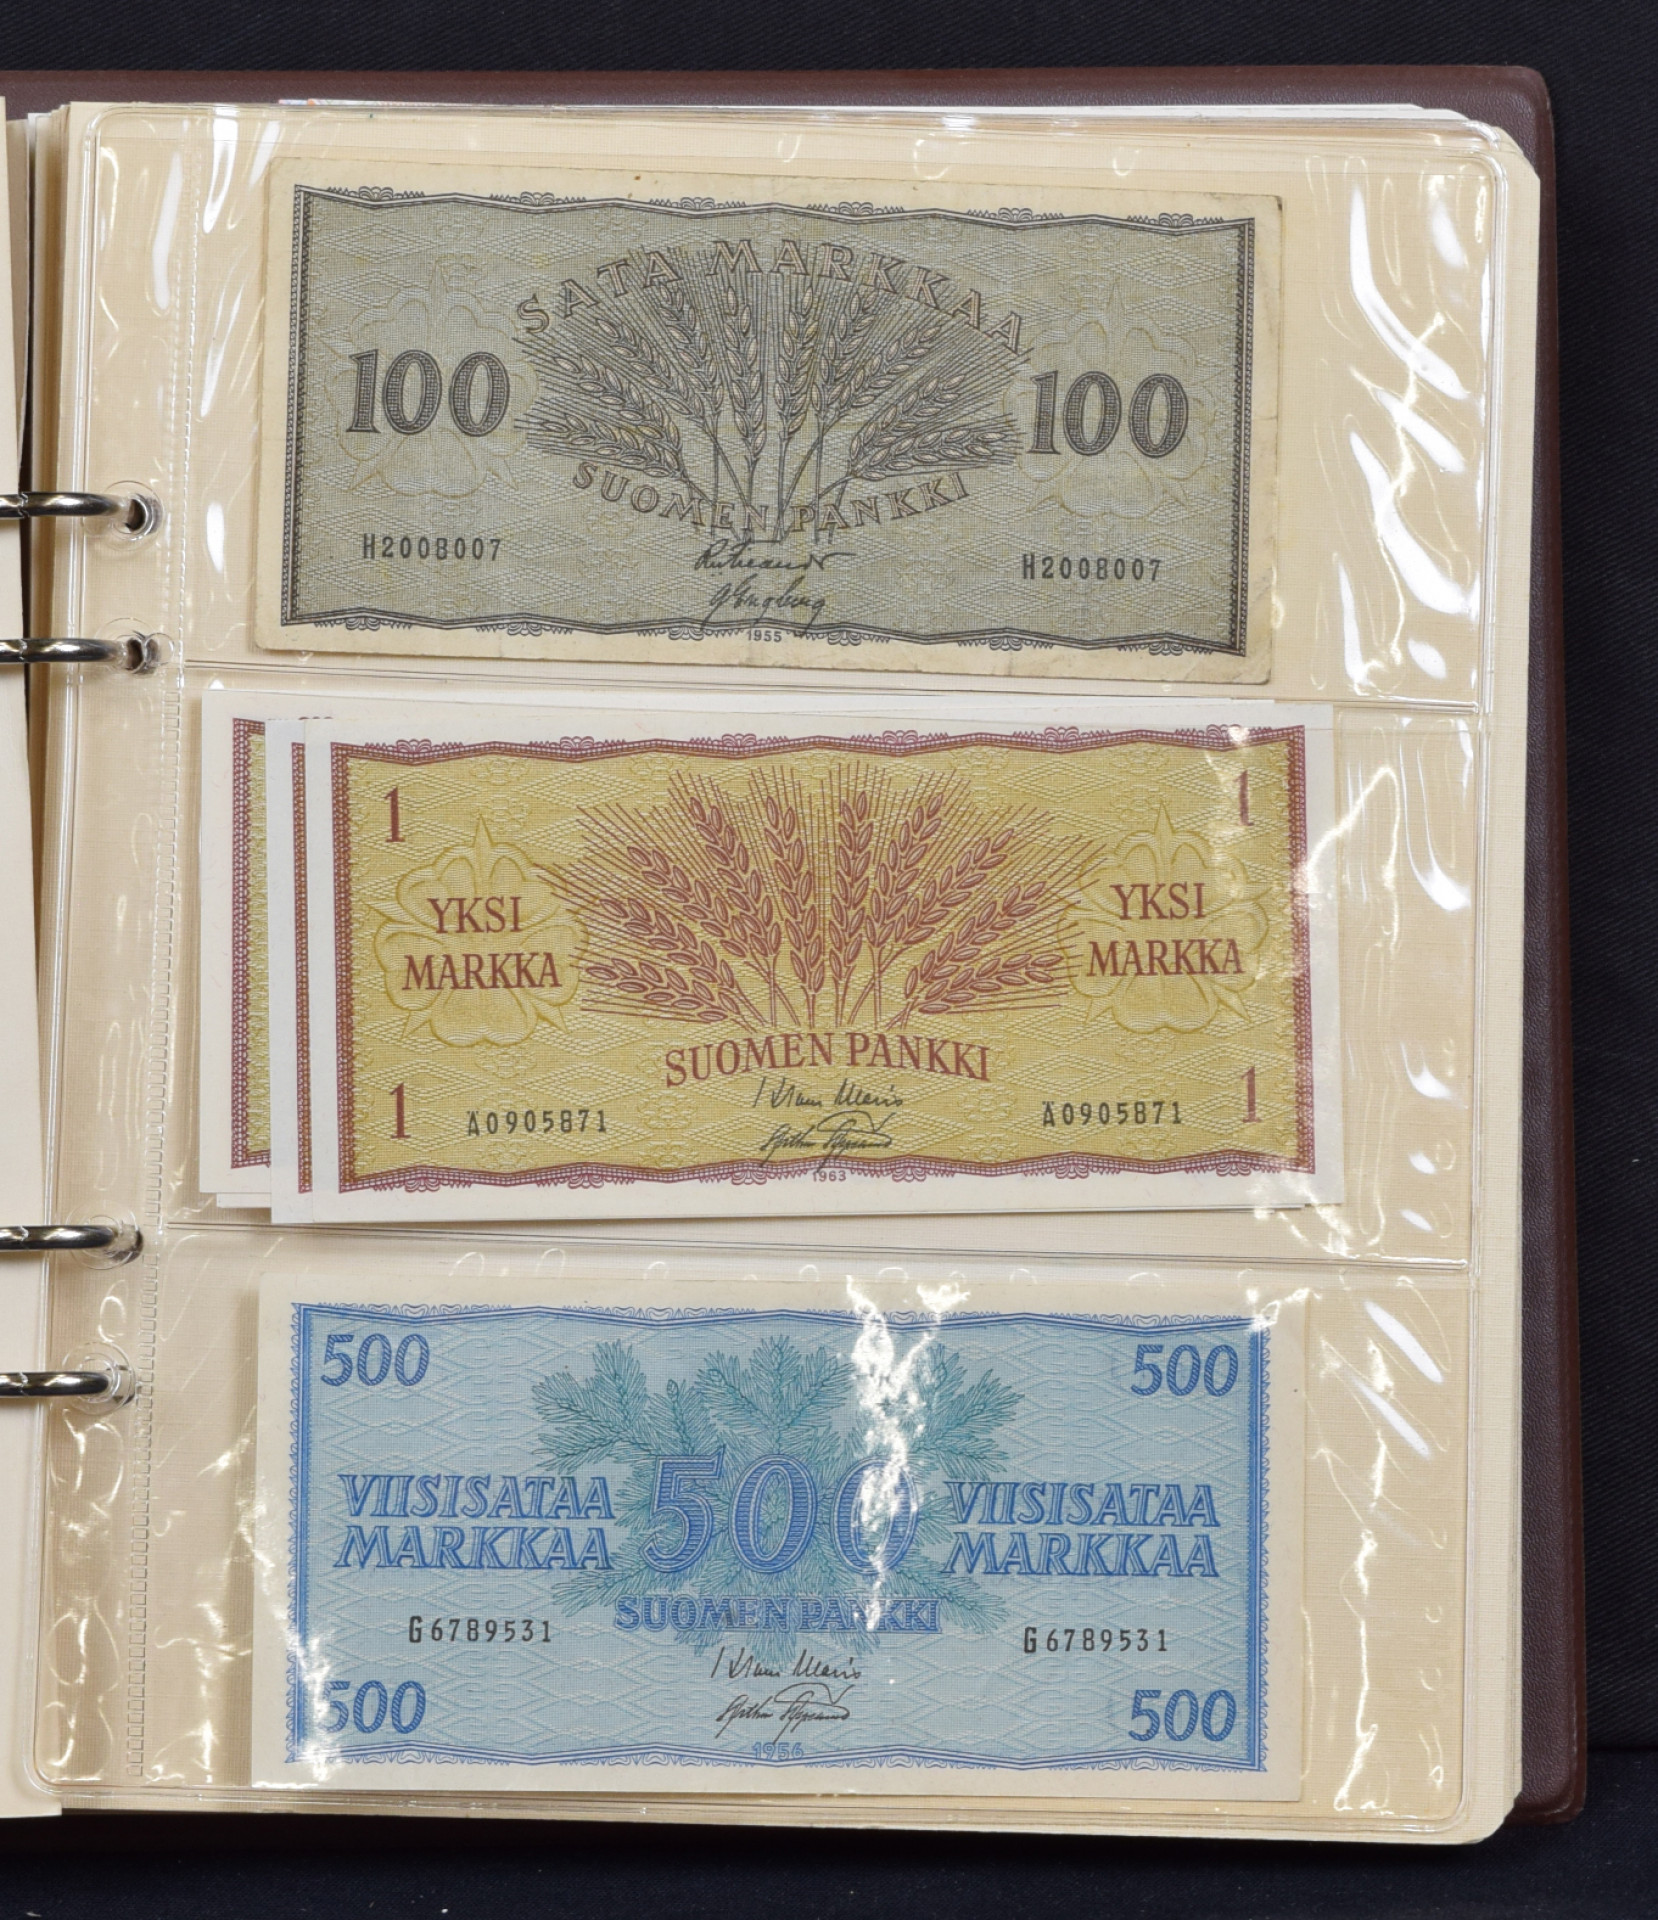 SATA MARKKAA
100 100
SUOMEN PANKKI
H2008007 H2008007
1955
1 1
YKSI MARKKA YKSI MARKKA
SUOMEN PANKKI
1 Ä0905871 Ä0905871 1
1963
500 500
VIISISATAA MARKKAA 500 VIISISATAA MARKKAA
SUOMEN PANKKI
G6789531 G6789531
500 500
1956